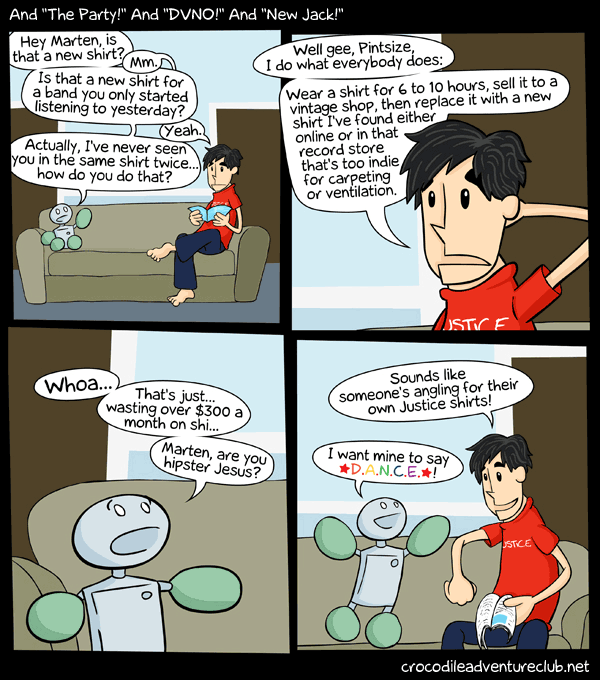 And "The Party!" And "DVNO!" And "New Jack!"
Hey Marten, is
that a new shirt?
Mm.
Is that a new shirt for
a band you only started
listening to yesterday?
Yeah.
Actually, I've never seen
you in the same shirt twice...
how do you do that?
Well gee, Pintsize,
I do what everybody does:
Wear a shirt for 6 to 10 hours, sell it to a
vintage shop, then replace it with a new
shirt I've found either
online or in that
record store
that's too indie
for carpeting
or ventilation.
USTICE
Whoa...
That's just...
wasting over $300 a
month on shi...
Marten, are you
hipster Jesus?
Sounds like
someone's angling for their
own Justice shirts!
I want mine to say
★D.A.N.C.E.★!
USTICE
crocodileadventureclub.net